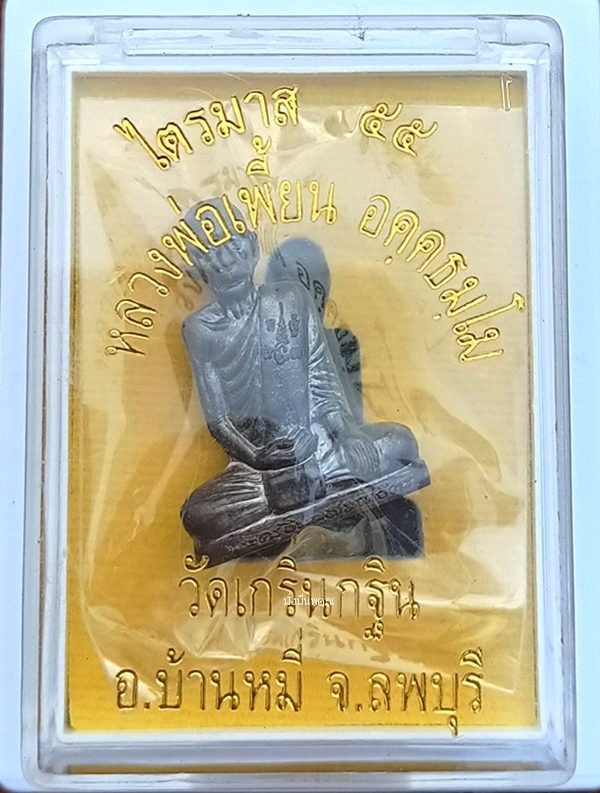 ไตรมาส ๕๕
หลวงพ่อเพี้ยน อคฺคธมฺโม
วัดเกรินกฐิน
อ.บ้านหมี่ จ.ลพบุรี